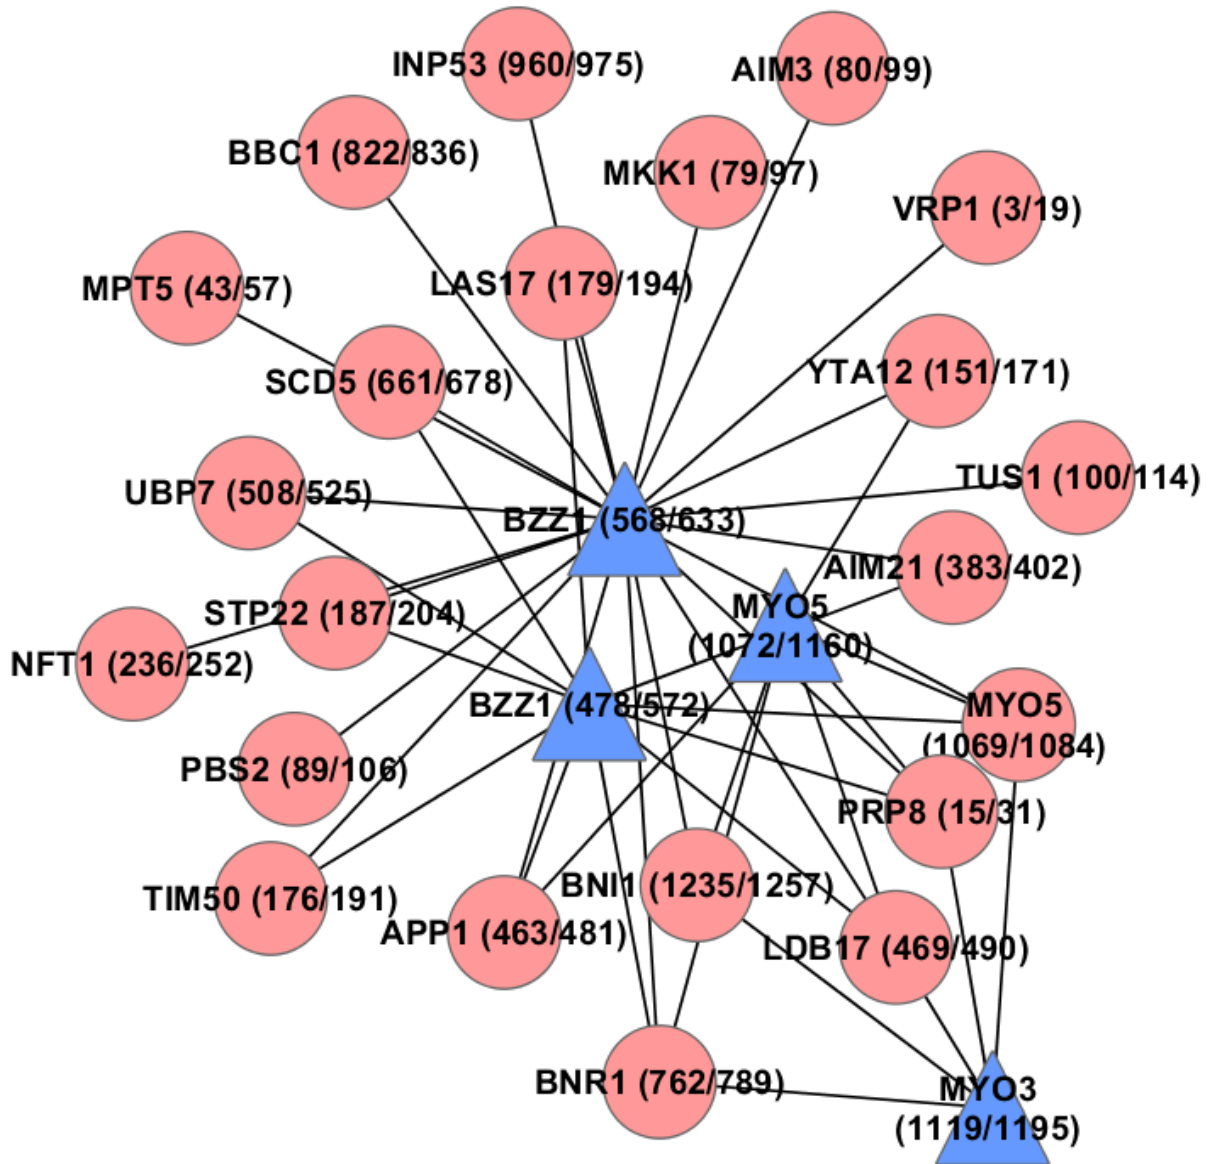 INP53 (960/975)
AIM3 (80/99)
BBC1 (822/836)
MKK1 (79/97)
VRP1 (3/19)
MPT5 (43/57)
LAS17 (179/194)
SCD5 (661/678)
YTA12 (151/171)
TUS1 (100/114)
UBP7 (508/525)
BZZ1 (568/633)
AIM21 (383/402)
STP22 (187/204)
MYO5
(1072/1160)
NFT1 (236/252)
BZZ1 (478/572)
MYO5
(1069/1084)
PBS2 (89/106)
PRP8 (15/31)
TIM50 (176/191)
BNI1 (1235/1257)
APP1 (463/481)
LDB17 (469/490)
BNR1 (762/789)
MYO3
(1119/1195)